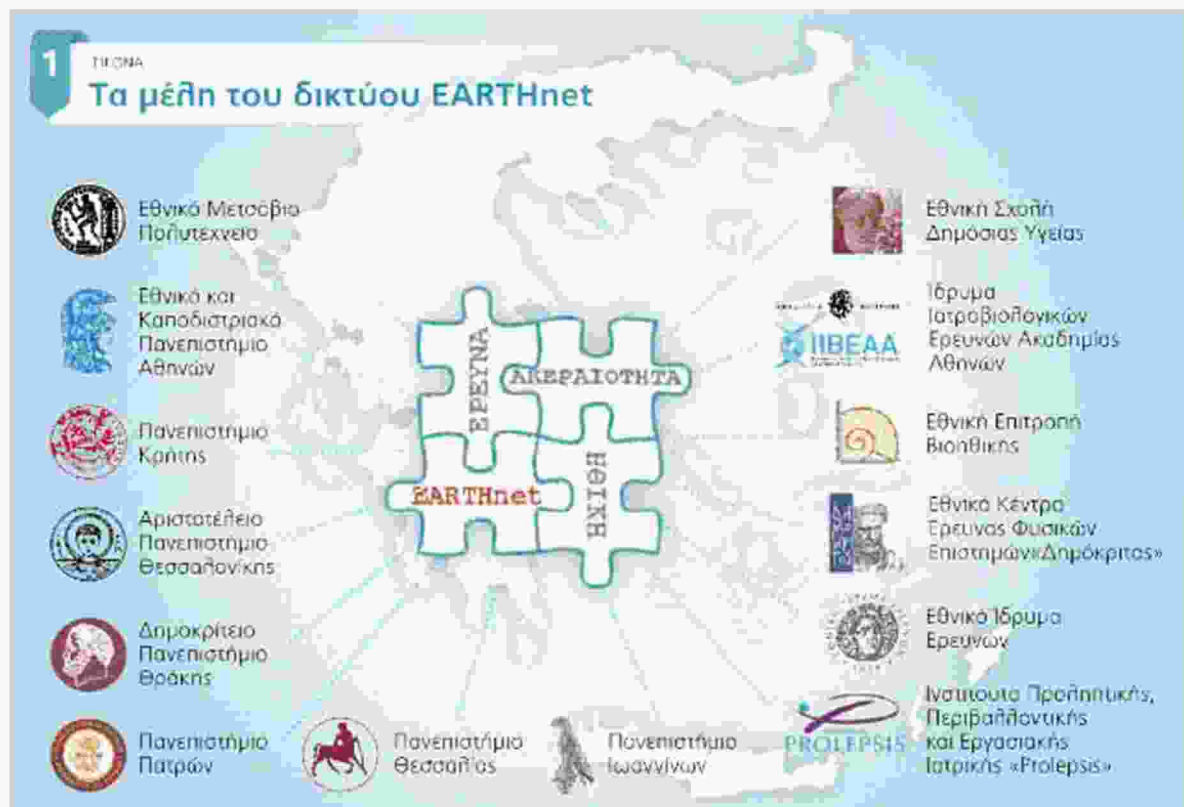 1
ΕΙΚΟΝΑ
Τα μέλη του δικτύου EARTHnet
Εθνικό Μετσόβιο
Πολυτεχνείο
Εθνικό και
Καποδιστριακό
Πανεπιστήμιο
Αθηνών
Πανεπιστήμιο
Κρήτης
Αριστοτέλειο
Πανεπιστήμιο
Θεσσαλονίκης
Δημοκρίτειο
Πανεπιστήμιο
Θράκης
Πανεπιστήμιο
Πατρών
Πανεπιστήμιο
Θεσσαλίας
Πανεπιστήμιο
Ιωαννίνων
ΕΡΕΥΝΑ
ΑΚΕΡΑΙΟΤΗΤΑ
EARTHnet
ΗΘΙΚΗ
Εθνική Σχολή
Δημόσιας Υγείας
ΙΙΒΕΑΑ
Ίδρυμα
Ιατροβιολογικών
Ερευνών Ακαδημίας
Αθηνών
Εθνική Επιτροπή
Βιοηθικής
Εθνικό Κέντρο
Έρευνας Φυσικών
Επιστημών«Δημόκριτος»
Εθνικό Ίδρυμα
Ερευνών
PROLEPSIS
Ινστιτούτο Προληπτικής,
Περιβαλλοντικής
και Εργασιακής
Ιατρικής «Prolepsis»